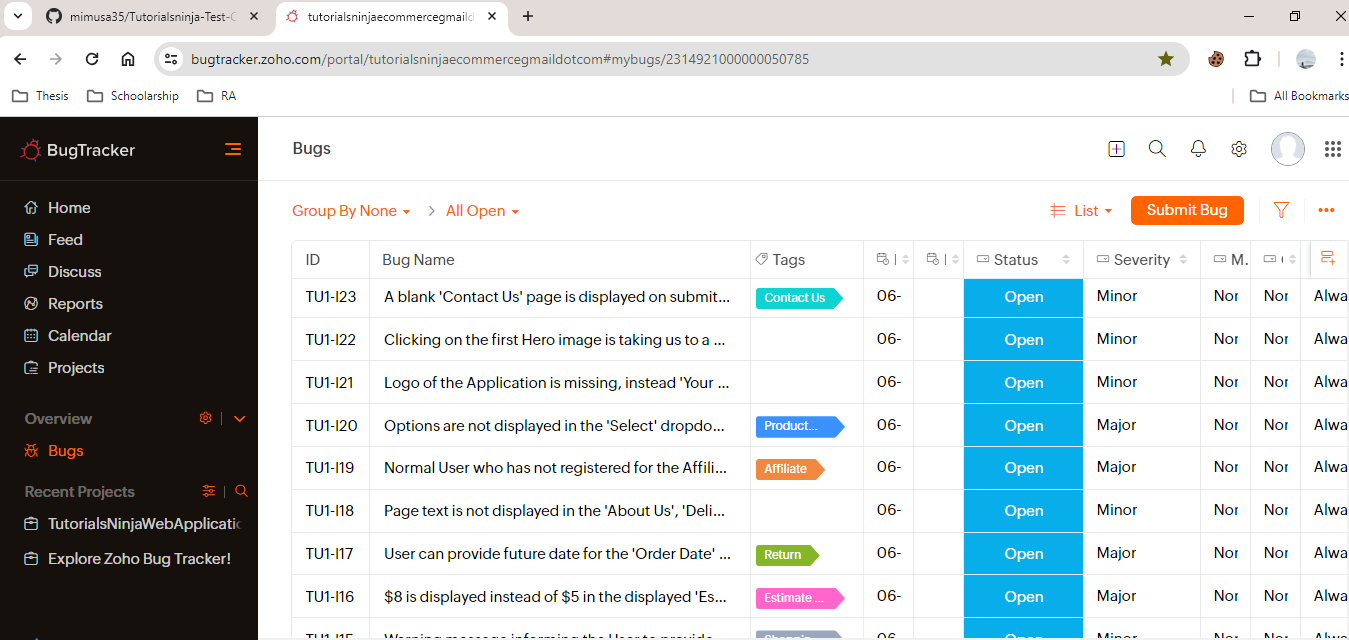 mimusa35/Tutorialsninja-Test-C
tutorialsninjaecommercegmaild
bugtracker.zoho.com/portal/tutorialsninjaecommercegmaildotcom#mybugs/2314921000000050785
Thesis
Schoolarship
RA
All Bookmarks
BugTracker
Bugs
Home
Feed
Discuss
Reports
Calendar
Projects
Overview
Bugs
Recent Projects
TutorialsNinjaWebApplicatio
Explore Zoho Bug Tracker!
Group By None > All Open
List
Submit Bug
ID Bug Name Tags Status Severity M.
TU1-I23 A blank 'Contact Us' page is displayed on submit... Contact Us 06- Open Minor Nor Nor Alwa
TU1-I22 Clicking on the first Hero image is taking us to a ... 06- Open Minor Nor Nor Alwa
TU1-I21 Logo of the Application is missing, instead 'Your ... 06- Open Minor Nor Nor Alwa
TU1-I20 Options are not displayed in the 'Select' dropdo... Product... 06- Open Major Nor Nor Alwa
TU1-I19 Normal User who has not registered for the Affili... Affiliate 06- Open Major Nor Nor Alwa
TU1-I18 Page text is not displayed in the 'About Us', 'Deli... 06- Open Minor Nor Nor Alwa
TU1-I17 User can provide future date for the 'Order Date' ... Return 06- Open Major Nor Nor Alwa
TU1-I16 $8 is displayed instead of $5 in the displayed 'Es... Estimate ... 06- Open Major Nor Nor Alwa